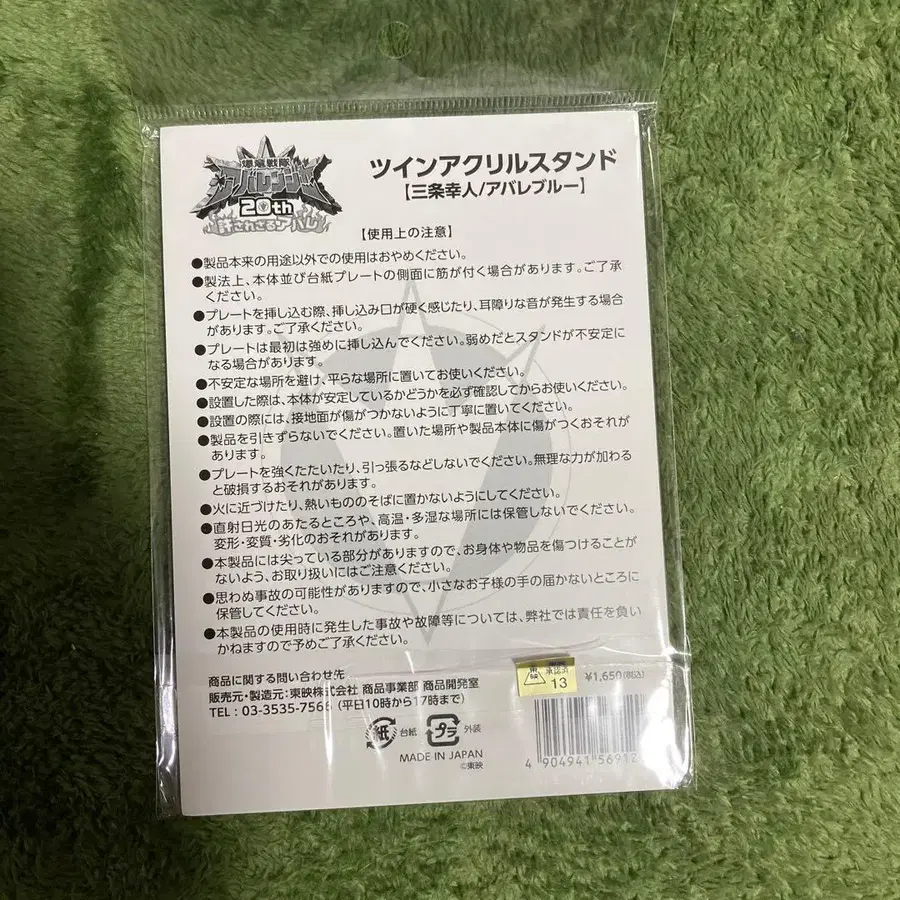 爆竜戦隊
アバレンジャー
20th
許されざるアバレ
ツインアクリルスタンド
【三条幸人/アバレブルー】
【使用上の注意】
●製品本来の用途以外での使用はおやめください。
●製法上、本体並び台紙プレートの側面に筋が付く場合があります。ご了承
ください。
●プレートを挿し込む際、挿し込み口が硬く感じたり、耳障りな音が発生する場合
があります。ご了承ください。
●プレートは最初は強めに挿し込んでください。弱めだとスタンドが不安定に
なる場合があります。
●不安定な場所を避け、平らな場所に置いてお使いください。
●設置した際は、本体が安定しているかどうかを必ず確認してからお使いください。
●設置の際には、接地面が傷がつかないように丁寧に置いてください。
●製品を引きずらないでください。置いた場所や製品本体に傷がつくおそれが
あります。
●プレートを強くたたいたり、引っ張るなどしないでください。無理な力が加わる
と破損するおそれがあります。
●火に近づけたり、熱いもののそばに置かないようにしてください。
●直射日光のあたるところや、高温・多湿な場所には保管しないでください。
変形・変質・劣化のおそれがあります。
●本製品には尖っている部分がありますので、お身体や物品を傷つけることが
ないよう、お取り扱いにはご注意ください。
●思わぬ事故の可能性がありますので、小さなお子様の手の届かないところに
保管してください。
●本製品の使用時に発生した事故や故障等については、弊社では責任を負い
かねますので予めご了承ください。
商品に関する問い合わせ先
販売元・製造元:東映株式会社 商品事業部 商品開発室
TEL : 03-3535-7566 (平日10時から17時まで)
東映
承認済
13
¥1,650(税込)
紙 台紙 プラ 外装
MADE IN JAPAN
©東映
4 904941 56912